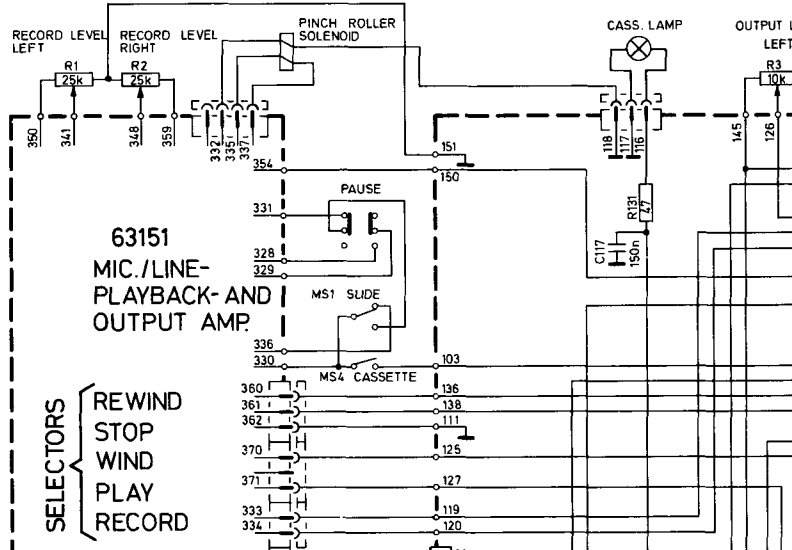 PINCH ROLLER
SOLENOID
CASS. LAMP
OUTPUT L
LEFT
RECORD LEVEL
LEFT
RECORD LEVEL
RIGHT
R1
25k
R2
25k
R3
10k
350
341
348
359
332
335
337
118
117
116
145
126
151
354
150
PAUSE
331
R131
47
C117
150n
63151
MIC./LINE-
PLAYBACK- AND
OUTPUT AMP.
328
329
MS1 SLIDE
336
330
MS4 CASSETTE
103
SELECTORS
REWIND
STOP
WIND
PLAY
RECORD
360
136
361
138
362
111
370
125
371
127
333
119
334
120